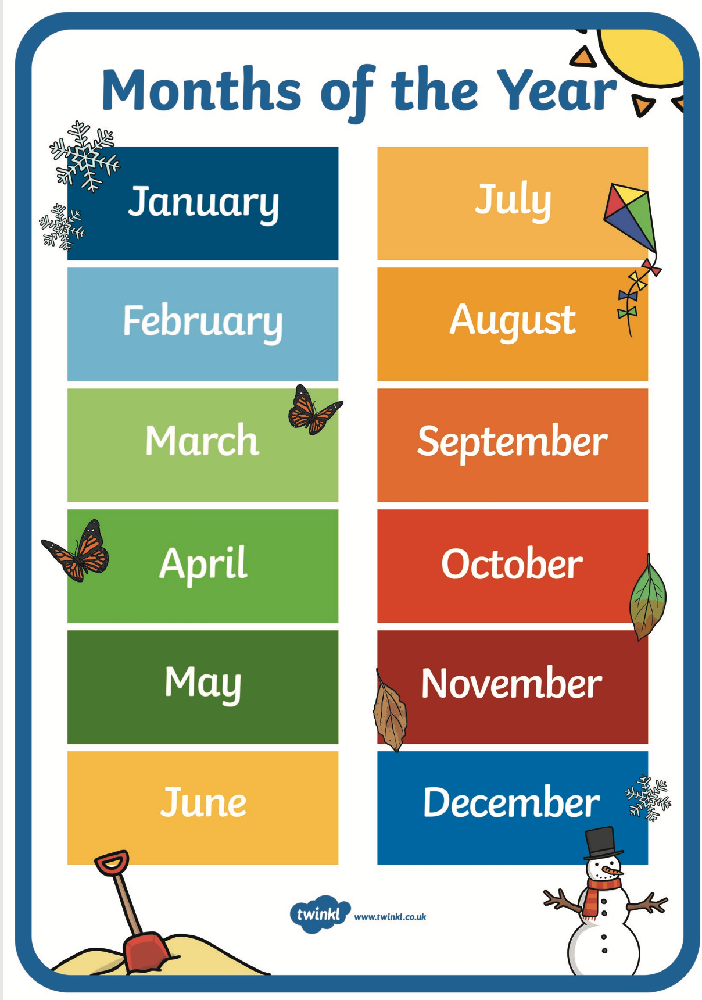 Months of the Year
January
February
March
April
May
June
July
August
September
October
November
December
twinkl www.twinkl.co.uk